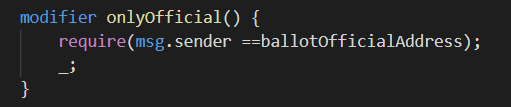 modifier onlyOfficial() {
require(msg.sender ==ballotOfficialAddress);
_;
}